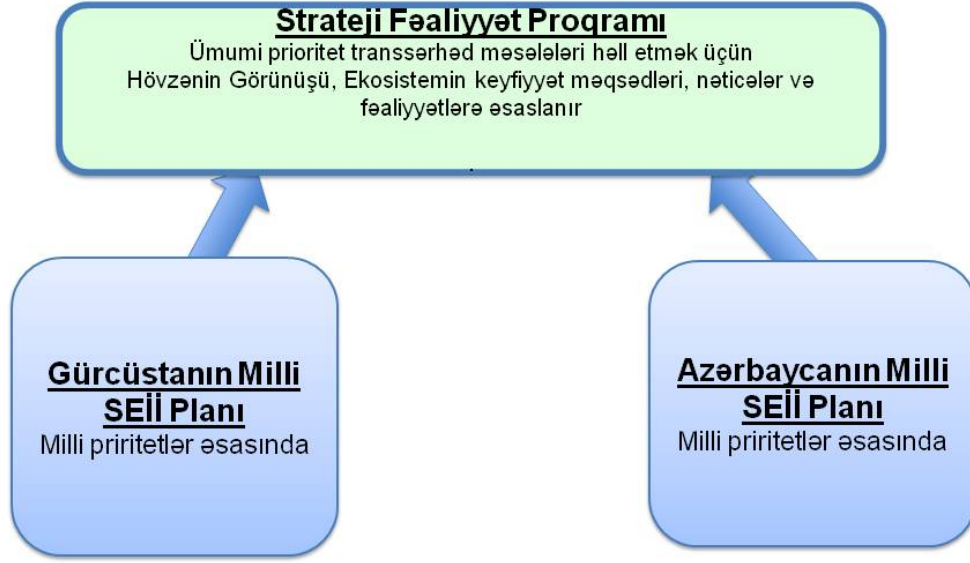 Strateji Fəaliyyət Proqramı
Ümumi prioritet transsərhəd məsələləri həll etmək üçün
Hövzənin Görünüşü, Ekosistemin keyfiyyət məqsədləri, nəticələr və
fəaliyyətlərə əsaslanır
.
Gürcüstanın Milli
SEİİ Planı
Milli priritetlər əsasında
Azərbaycanın Milli
SEİİ Planı
Milli priritetlər əsasında